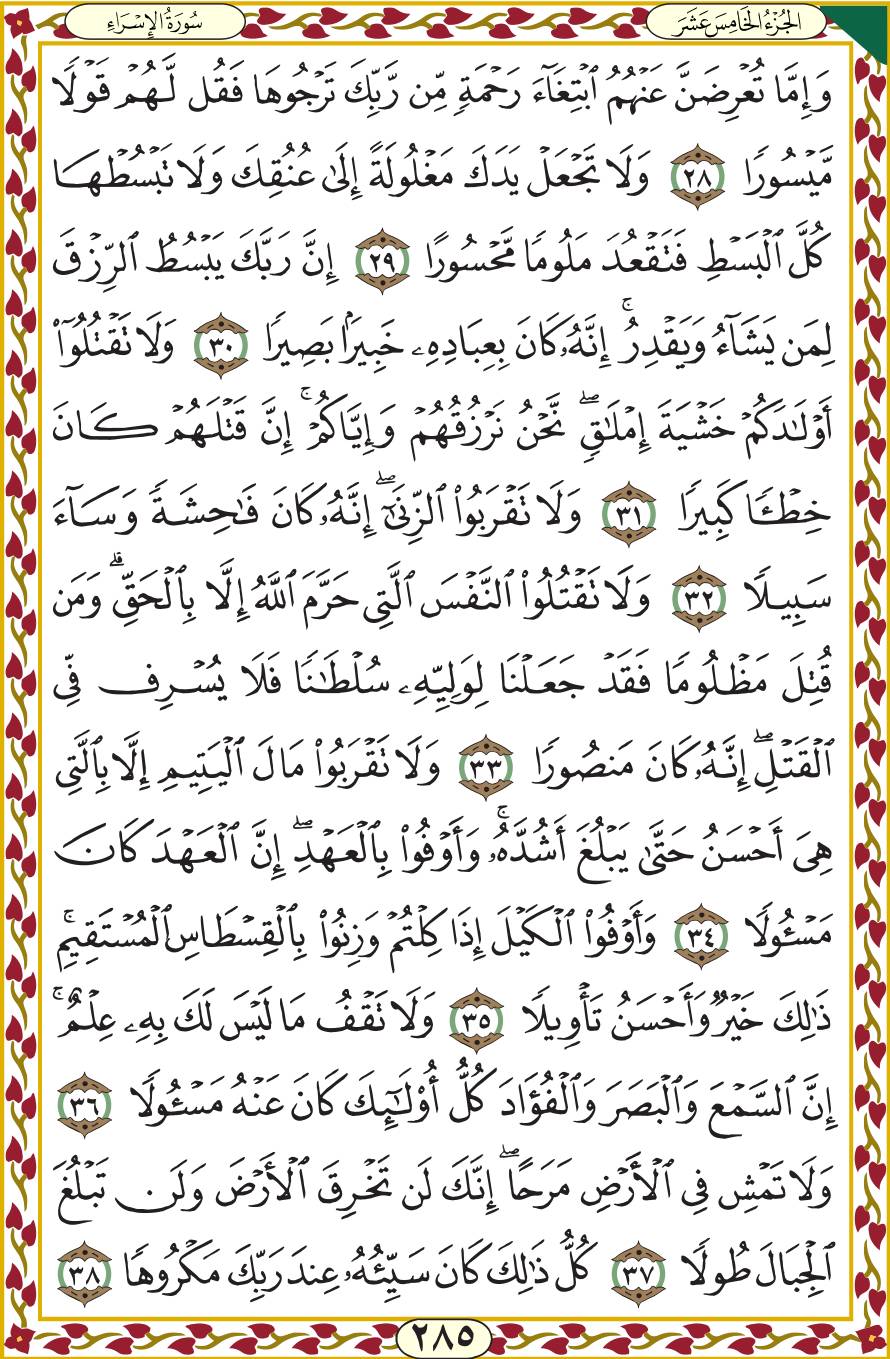 الجُزْءُ الخَامِسَ عَشَرَ
سُورَةُ الإِسْرَاءِ
وَإِمَّا تُعْرِضَنَّ عَنْهُمُ ٱبْتِغَآءَ رَحْمَةٖ مِّن رَّبِّكَ تَرْجُوهَا فَقُل لَّهُمْ قَوْلٗا
مَّيْسُورٗا ٢٨ وَلَا تَجْعَلْ يَدَكَ مَغْلُولَةً إِلَىٰ عُنُقِكَ وَلَا تَبْسُطْهَا
كُلَّ ٱلْبَسْطِ فَتَقْعُدَ مَلُومٗا مَّحْسُورًا ٢٩ إِنَّ رَبَّكَ يَبْسُطُ ٱلرِّزْقَ
لِمَن يَشَآءُ وَيَقْدِرُۚ إِنَّهُۥ كَانَ بِعِبَادِهِۦ خَبِيرَۢا بَصِيرٗا ٣٠ وَلَا تَقْتُلُوٓا۟
أَوْلَٰدَكُمْ خَشْيَةَ إِمْلَٰقٖۖ نَّحْنُ نَرْزُقُهُمْ وَإِيَّاكُمْۚ إِنَّ قَتْلَهُمْ كَانَ
خِطْـٔٗا كَبِيرٗا ٣١ وَلَا تَقْرَبُوا۟ ٱلزِّنَىٰٓۖ إِنَّهُۥ كَانَ فَٰحِشَةٗ وَسَآءَ
سَبِيلٗا ٣٢ وَلَا تَقْتُلُوا۟ ٱلنَّفْسَ ٱلَّتِى حَرَّمَ ٱللَّهُ إِلَّا بِٱلْحَقِّۗ وَمَن
قُتِلَ مَظْلُومٗا فَقَدْ جَعَلْنَا لِوَلِيِّهِۦ سُلْطَٰنٗا فَلَا يُسْرِف فِّى
ٱلْقَتْلِۖ إِنَّهُۥ كَانَ مَنصُورٗا ٣٣ وَلَا تَقْرَبُوا۟ مَالَ ٱلْيَتِيمِ إِلَّا بِٱلَّتِى
هِىَ أَحْسَنُ حَتَّىٰ يَبْلُغَ أَشُدَّهُۥۚ وَأَوْفُوا۟ بِٱلْعَهْدِۖ إِنَّ ٱلْعَهْدَ كَانَ
مَسْـُٔولٗا ٣٤ وَأَوْفُوا۟ ٱلْكَيْلَ إِذَا كِلْتُمْ وَزِنُوا۟ بِٱلْقِسْطَاسِ ٱلْمُسْتَقِيمِۚ
ذَٰلِكَ خَيْرٞ وَأَحْسَنُ تَأْوِيلٗا ٣٥ وَلَا تَقْفُ مَا لَيْسَ لَكَ بِهِۦ عِلْمٌۚ
إِنَّ ٱلسَّمْعَ وَٱلْبَصَرَ وَٱلْفُؤَادَ كُلُّ أُو۟لَٰٓئِكَ كَانَ عَنْهُ مَسْـُٔولٗا ٣٦
وَلَا تَمْشِ فِى ٱلْأَرْضِ مَرَحًاۖ إِنَّكَ لَن تَخْرِقَ ٱلْأَرْضَ وَلَن تَبْلُغَ
ٱلْجِبَالَ طُولٗا ٣٧ كُلُّ ذَٰلِكَ كَانَ سَيِّئُهُۥ عِندَ رَبِّكَ مَكْرُوهٗا ٣٨
٢٨٥